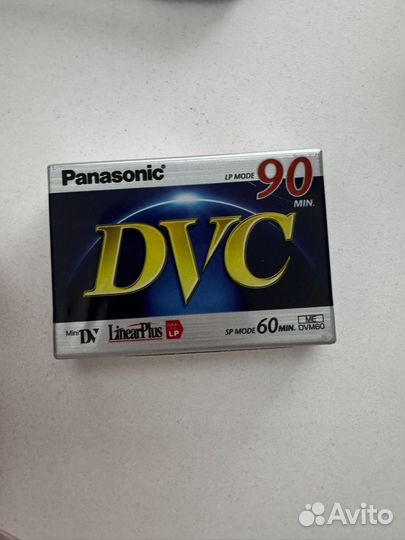 Panasonic
LP MODE 90 MIN.
DVC
Mini DV LinearPlus LP SP MODE 60 MIN. ME DVM60
Avito